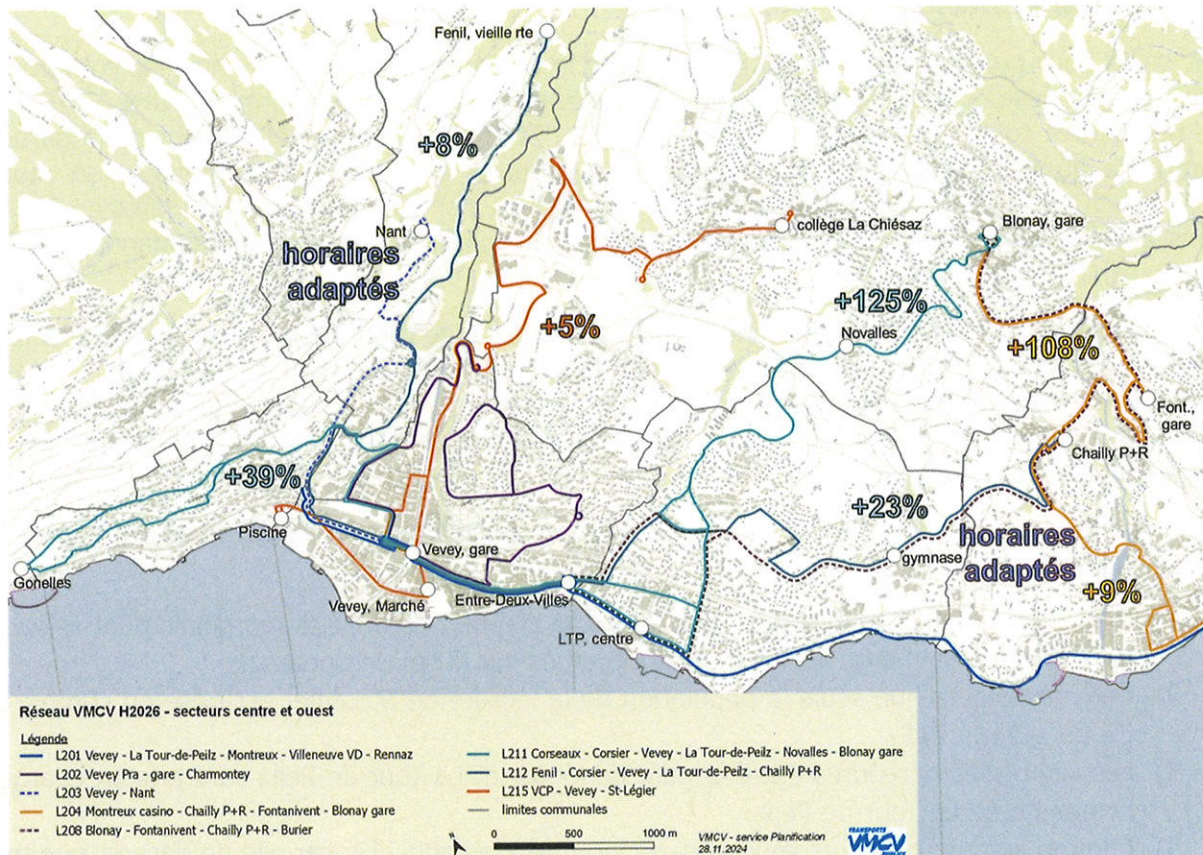 Fenil, vieille rte
+8%
Nant
horaires
adaptés
collège La Chiésaz
Blonay, gare
+125%
+5%
Novalles
+108%
Font.,
gare
Chailly P+R
+39%
+23%
Piscine
Vevey, gare
gymnase
horaires
adaptés
Gonelles
Vevey, Marché
Entre-Deux-Villes
+9%
LTP, centre
Réseau VMCV H2026 - secteurs centre et ouest
Légende
L201 Vevey - La Tour-de-Peilz - Montreux - Villeneuve VD - Rennaz
L202 Vevey Pra - gare - Charmontey
L203 Vevey - Nant
L204 Montreux casino - Chailly P+R - Fontanivent - Blonay gare
L208 Blonay - Fontanivent - Chailly P+R - Burier
L211 Corseaux - Corsier - Vevey - La Tour-de-Peilz - Novalles - Blonay gare
L212 Fenil - Corsier - Vevey - La Tour-de-Peilz - Chailly P+R
L215 VCP - Vevey - St-Légier
limites communales
N
0 500 1000 m
VMCV - service Planification
28.11.2024
TRANSPORTS
VMCV
PUBLICS